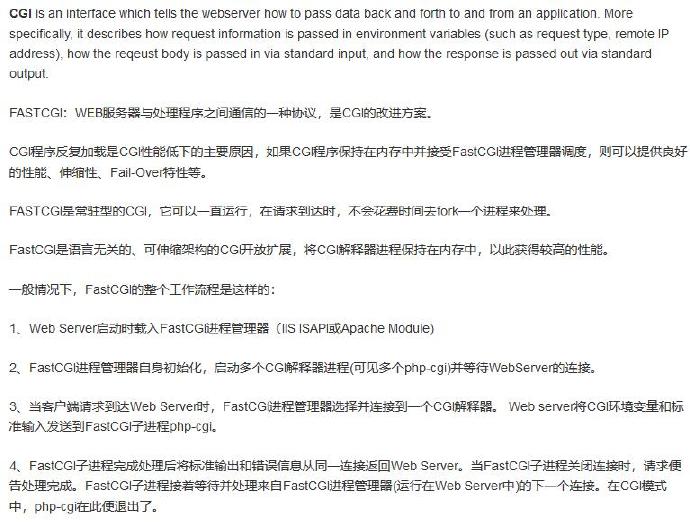 CGI is an interface which tells the webserver how to pass data back and forth to and from an application. More
specifically, it describes how request information is passed in environment variables (such as request type, remote IP
address), how the reqeust body is passed in via standard input, and how the response is passed out via standard
output.
FASTCGI：WEB服务器与处理程序之间通信的一种协议，是CGI的改进方案。
CGI程序反复加载是CGI性能低下的主要原因，如果CGI程序保持在内存中并接受FastCGI进程管理器调度，则可以提供良好
的性能、伸缩性、Fail-Over特性等。
FASTCGI是常驻型的CGI，它可以一直运行，在请求到达时，不会花费时间去fork一个进程来处理。
FastCGI是语言无关的、可伸缩架构的CGI开放扩展，将CGI解释器进程保持在内存中，以此获得较高的性能。
一般情况下，FastCGI的整个工作流程是这样的：
1、Web Server启动时载入FastCGI进程管理器（IIS ISAPI或Apache Module)
2、FastCGI进程管理器自身初始化，启动多个CGI解释器进程(可见多个php-cgi)并等待WebServer的连接。
3、当客户端请求到达Web Server时，FastCGI进程管理器选择并连接到一个CGI解释器。 Web server将CGI环境变量和标
准输入发送到FastCGI子进程php-cgi。
4、FastCGI子进程完成处理后将标准输出和错误信息从同一连接返回Web Server。当FastCGI子进程关闭连接时，请求便
告处理完成。FastCGI子进程接着等待并处理来自FastCGI进程管理器(运行在Web Server中)的下一个连接。在CGI模式
中，php-cgi在此便退出了。